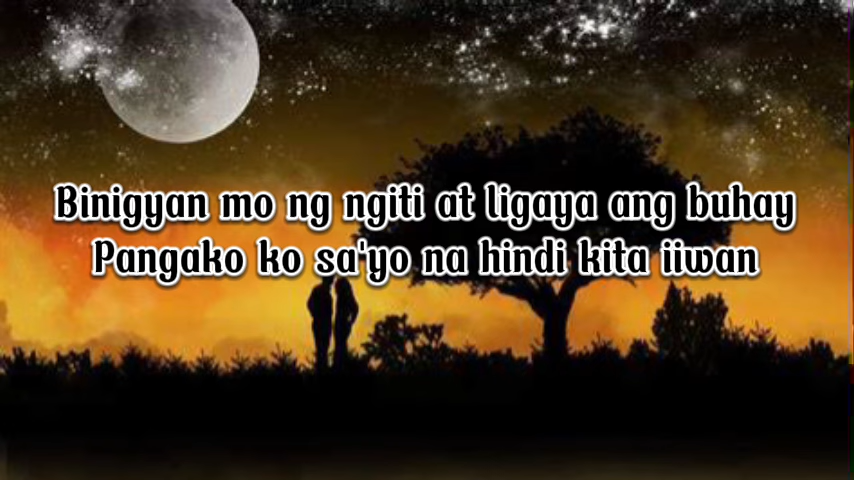 Binigyan mo ng ngiti at ligaya ang buhay
Pangako ko sa'yo na hindi kita iiwan